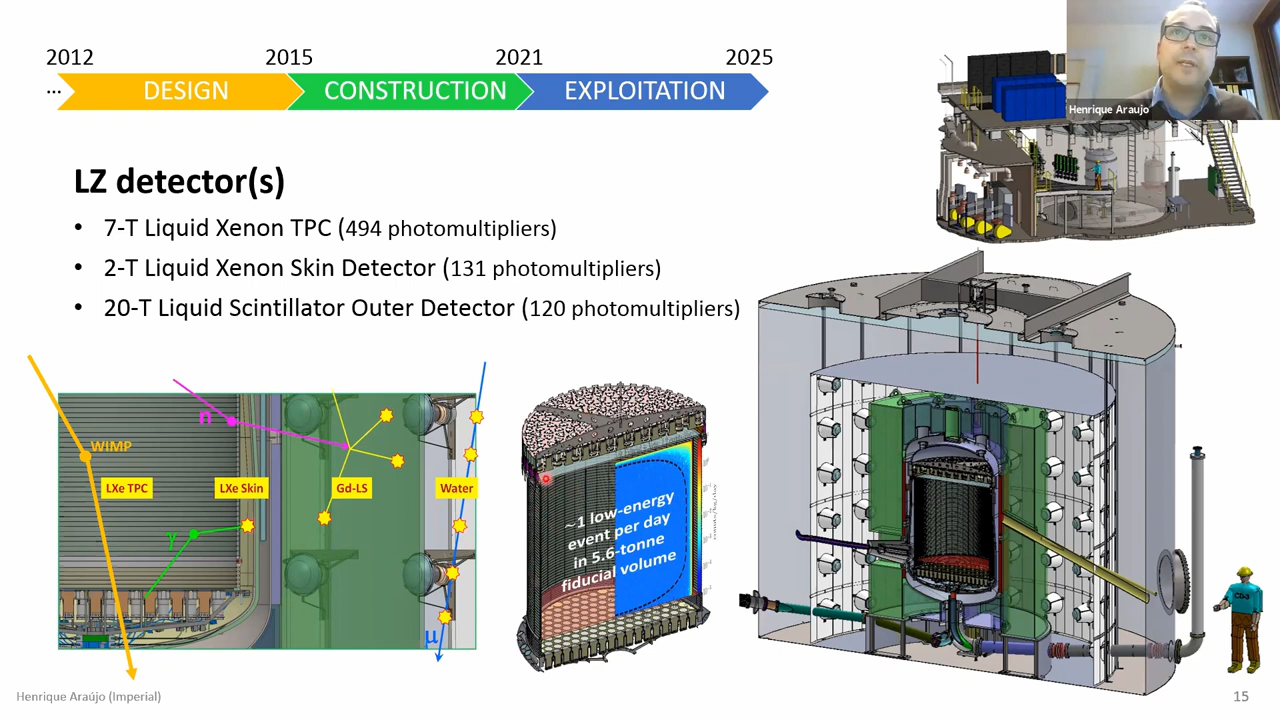 2012 2015 2021 2025
... DESIGN CONSTRUCTION EXPLOITATION
Henrique Araujo
LZ detector(s)
• 7-T Liquid Xenon TPC (494 photomultipliers)
• 2-T Liquid Xenon Skin Detector (131 photomultipliers)
• 20-T Liquid Scintillator Outer Detector (120 photomultipliers)
n
WIMP
LXe TPC LXe Skin Gd-LS Water
γ
μ
~1 low-energy
event per day
in 5.6-tonne
fiducial volume
CD-3
Henrique Araújo (Imperial)
15